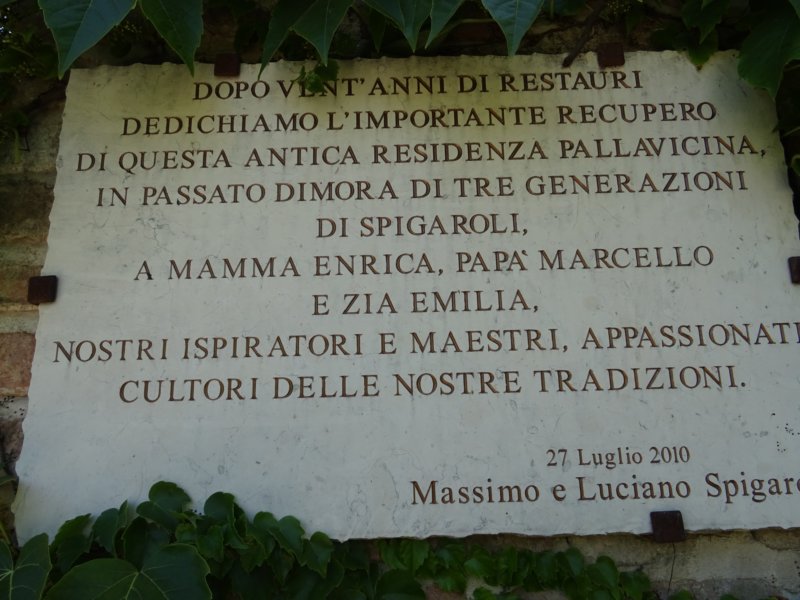 DOPO VENT'ANNI DI RESTAURI
DEDICHIAMO L'IMPORTANTE RECUPERO
DI QUESTA ANTICA RESIDENZA PALLAVICINA,
IN PASSATO DIMORA DI TRE GENERAZIONI
DI SPIGAROLI,
A MAMMA ENRICA, PAPA' MARCELLO
E ZIA EMILIA,
NOSTRI ISPIRATORI E MAESTRI, APPASSIONATI
CULTORI DELLE NOSTRE TRADIZIONI.
27 Luglio 2010
Massimo e Luciano Spigaro